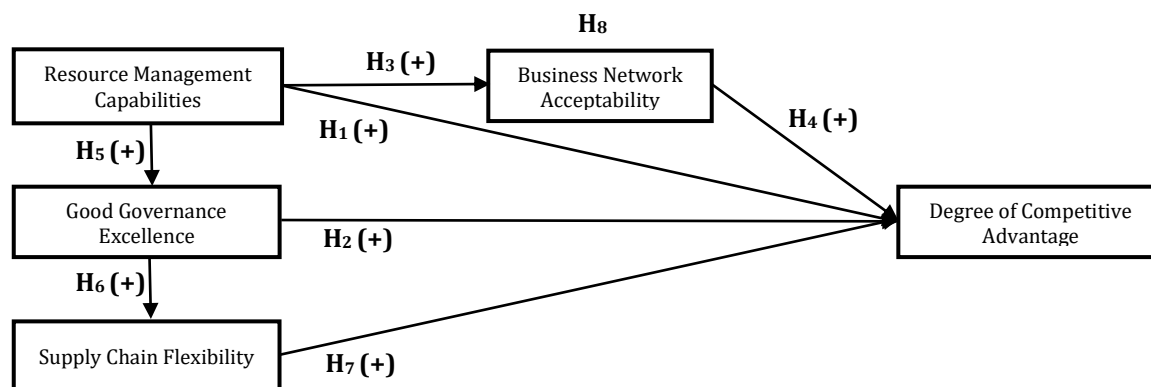 H8
Resource Management
Capabilities
H3 (+)
Business Network
Acceptability
H1 (+)
H4 (+)
H5 (+)
Good Governance
Excellence
H2 (+)
Degree of Competitive
Advantage
H6 (+)
Supply Chain Flexibility
H7 (+)